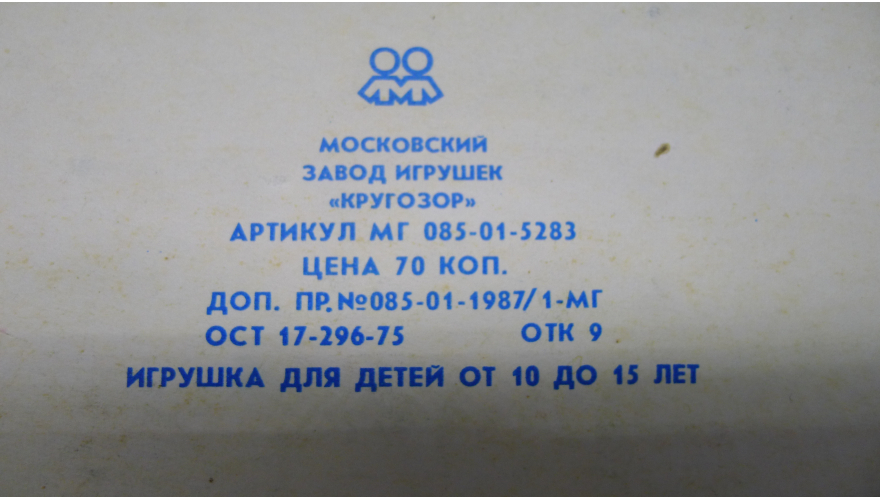 МОСКОВСКИЙ
ЗАВОД ИГРУШЕК
«КРУГОЗОР»
АРТИКУЛ МГ 085-01-5283
ЦЕНА 70 КОП.
ДОП. ПР.№085-01-1987/1-МГ
ОСТ 17-296-75 ОТК 9
ИГРУШКА ДЛЯ ДЕТЕЙ ОТ 10 ДО 15 ЛЕТ